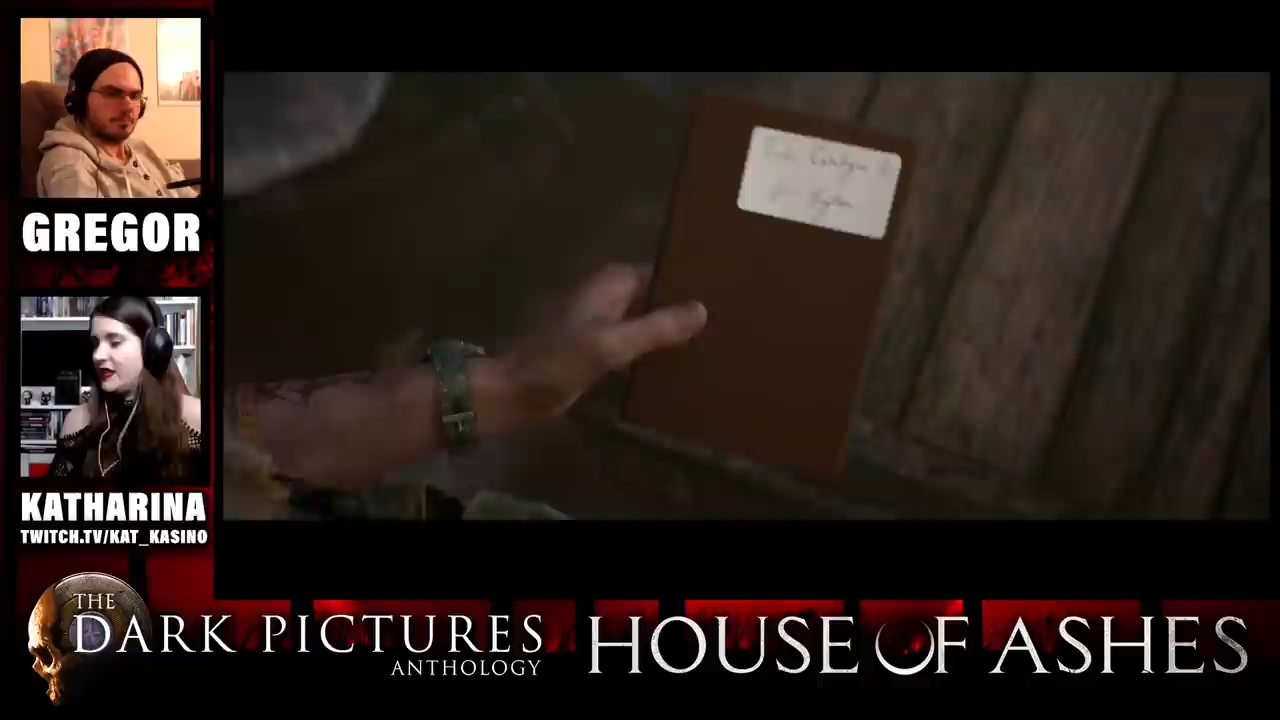 GREGOR
KATHARINA
TWITCH.TV/KAT_KASINO
THE
DARK PICTURES
ANTHOLOGY
HOUSE OF ASHES